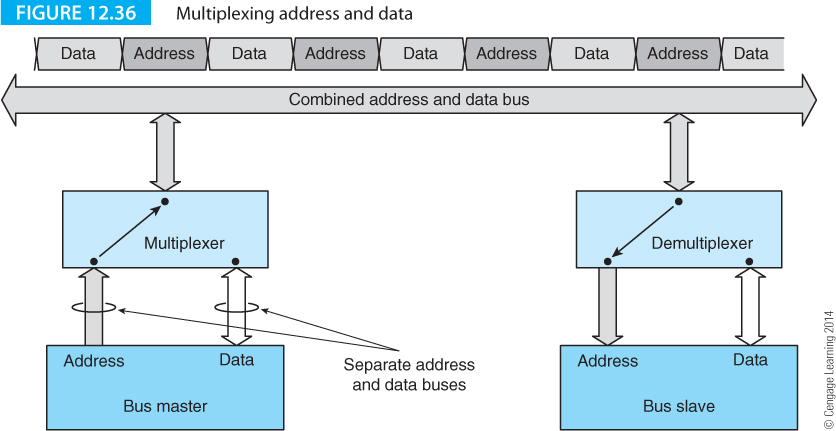 FIGURE 12.36 Multiplexing address and data
Data Address Data Address Data Address Data Address Data
Combined address and data bus
Multiplexer
Demultiplexer
Address Data
Bus master
Separate address
and data buses
Address Data
Bus slave
© Cengage Learning 2014